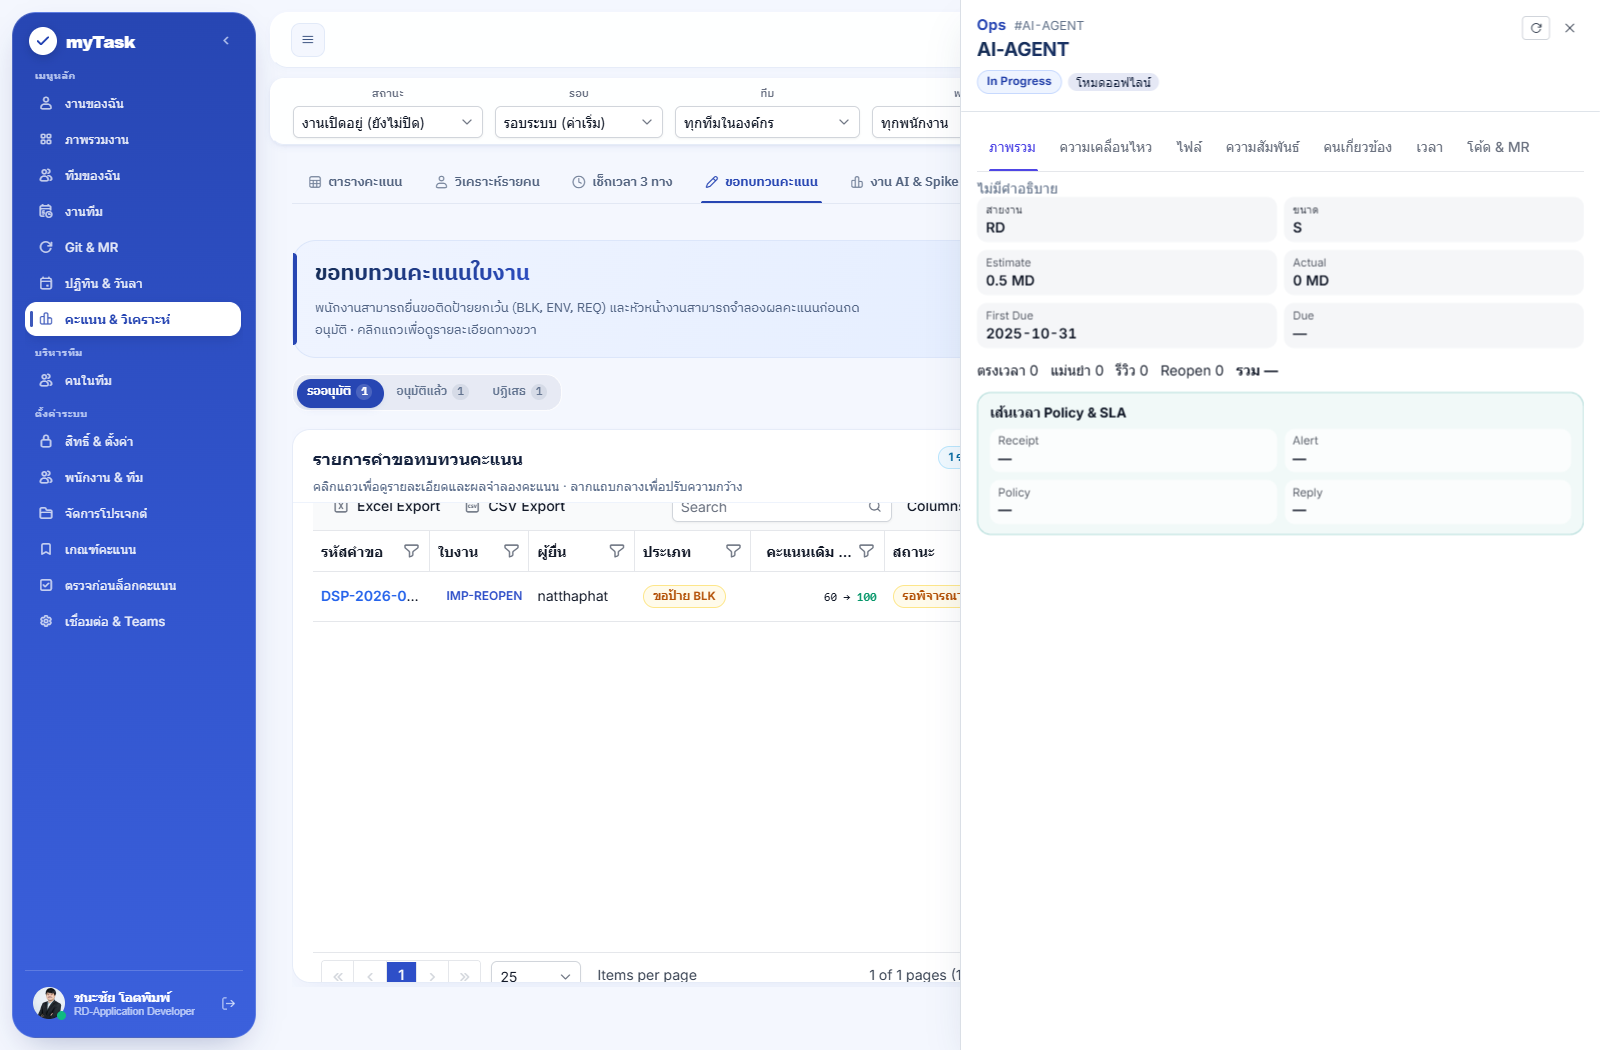 myTask
เมนูหลัก
งานของฉัน
ภาพรวมงาน
ทีมของฉัน
งานทีม
Git & MR
ปฏิทิน & วันลา
คะแนน & วิเคราะห์
บริหารทีม
คนในทีม
ตั้งค่าระบบ
สิทธิ์ & ตั้งค่า
พนักงาน & ทีม
จัดการโปรเจกต์
เกณฑ์คะแนน
ตรวจก่อนล็อกคะแนน
เชื่อมต่อ & Teams
ชนะชัย โอดพิมพ์
RD-Application Developer
สถานะ
งานเปิดอยู่ (ยังไม่ปิด)
รอบ
รอบระบบ (ค่าเริ่ม)
ทีม
ทุกทีมในองค์กร
ทุกพนักงาน
ตารางคะแนน
วิเคราะห์รายคน
เช็กเวลา 3 ทาง
ขอทบทวนคะแนน
งาน AI & Spike
ขอทบทวนคะแนนใบงาน
พนักงานสามารถยื่นขอติดป้ายยกเว้น (BLK, ENV, REQ) และหัวหน้างานสามารถจำลองผลคะแนนก่อนกด
อนุมัติ · คลิกแถวเพื่อดูรายละเอียดทางขวา
รออนุมัติ 1
อนุมัติแล้ว 1
ปฏิเสธ 1
รายการคำขอทบทวนคะแนน
คลิกแถวเพื่อดูรายละเอียดและผลจำลองคะแนน · ลากแถบกลางเพื่อปรับความกว้าง
Excel Export
CSV Export
Search
Columns
รหัสคำขอ
ใบงาน
ผู้ยื่น
ประเภท
คะแนนเดิม ...
สถานะ
DSP-2026-0...
IMP-REOPEN
natthaphat
ขอป้าย BLK
60 → 100
รอพิจารณา
« ‹ 1 › »
25
Items per page
1 of 1 pages (1
Ops #AI-AGENT
AI-AGENT
In Progress
โหมดออฟไลน์
ภาพรวม
ความเคลื่อนไหว
ไฟล์
ความสัมพันธ์
คนเกี่ยวข้อง
เวลา
โค้ด & MR
ไม่มีคำอธิบาย
สายงาน
RD
ขนาด
S
Estimate
0.5 MD
Actual
0 MD
First Due
2025-10-31
Due
—
ตรงเวลา 0 แม่นยำ 0 รีวิว 0 Reopen 0 รวม —
เส้นเวลา Policy & SLA
Receipt
—
Alert
—
Policy
—
Reply
—